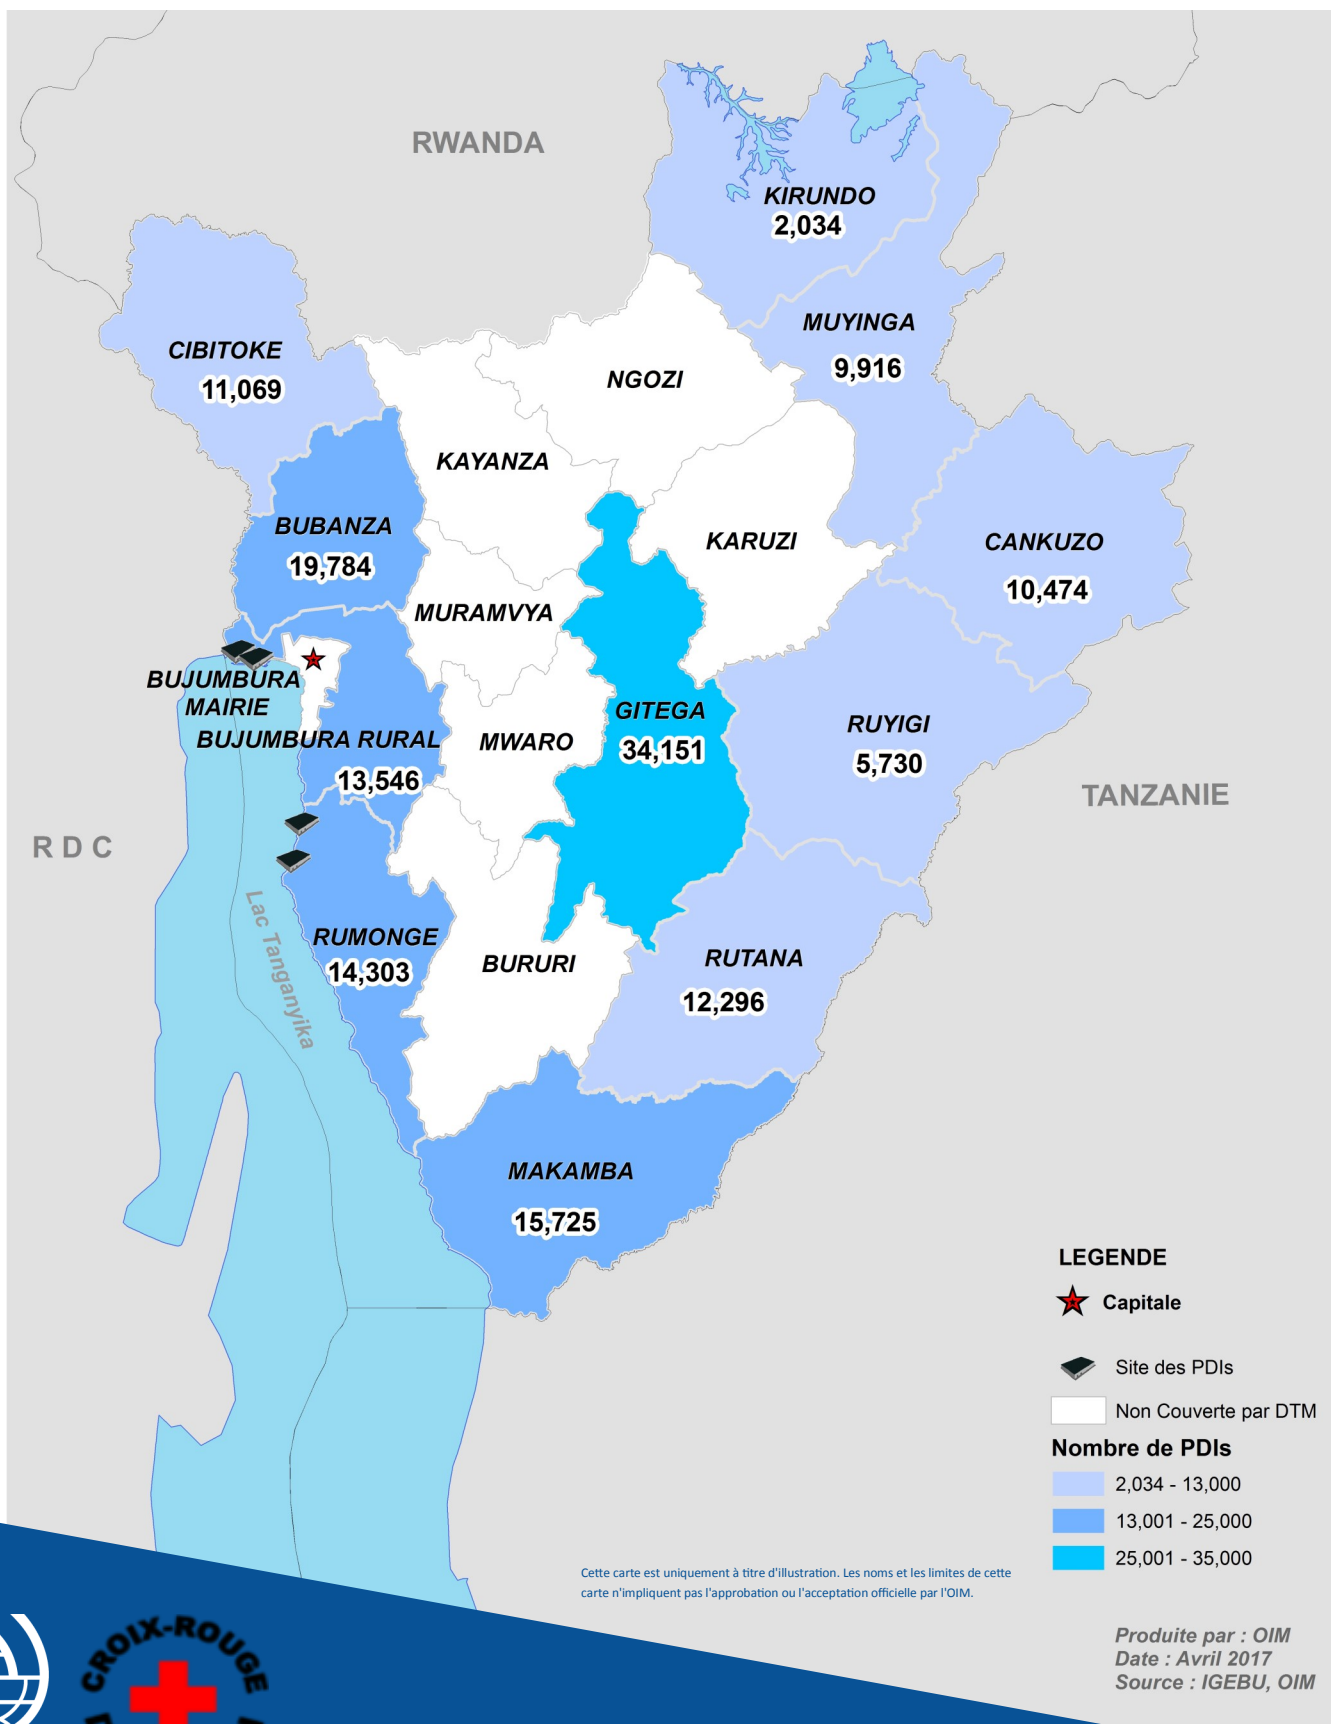 RWANDA
KIRUNDO
2,034
MUYINGA
9,916
CIBITOKE
11,069
NGOZI
KAYANZA
BUBANZA
19,784
KARUZI
CANKUZO
10,474
MURAMVYA
BUJUMBURA
MAIRIE
BUJUMBURA RURAL
13,546
MWARO
GITEGA
34,151
RUYIGI
5,730
TANZANIE
RDC
Lac Tanganyika
RUMONGE
14,303
BURURI
RUTANA
12,296
MAKAMBA
15,725
LEGENDE
Capitale
Site des PDIs
Non Couverte par DTM
Nombre de PDIs
2,034 - 13,000
13,001 - 25,000
25,001 - 35,000
Cette carte est uniquement à titre d'illustration. Les noms et les limites de cette
carte n'impliquent pas l'approbation ou l'acceptation officielle par l'OIM.
Produite par : OIM
Date : Avril 2017
Source : IGEBU, OIM
CROIX-ROUGE